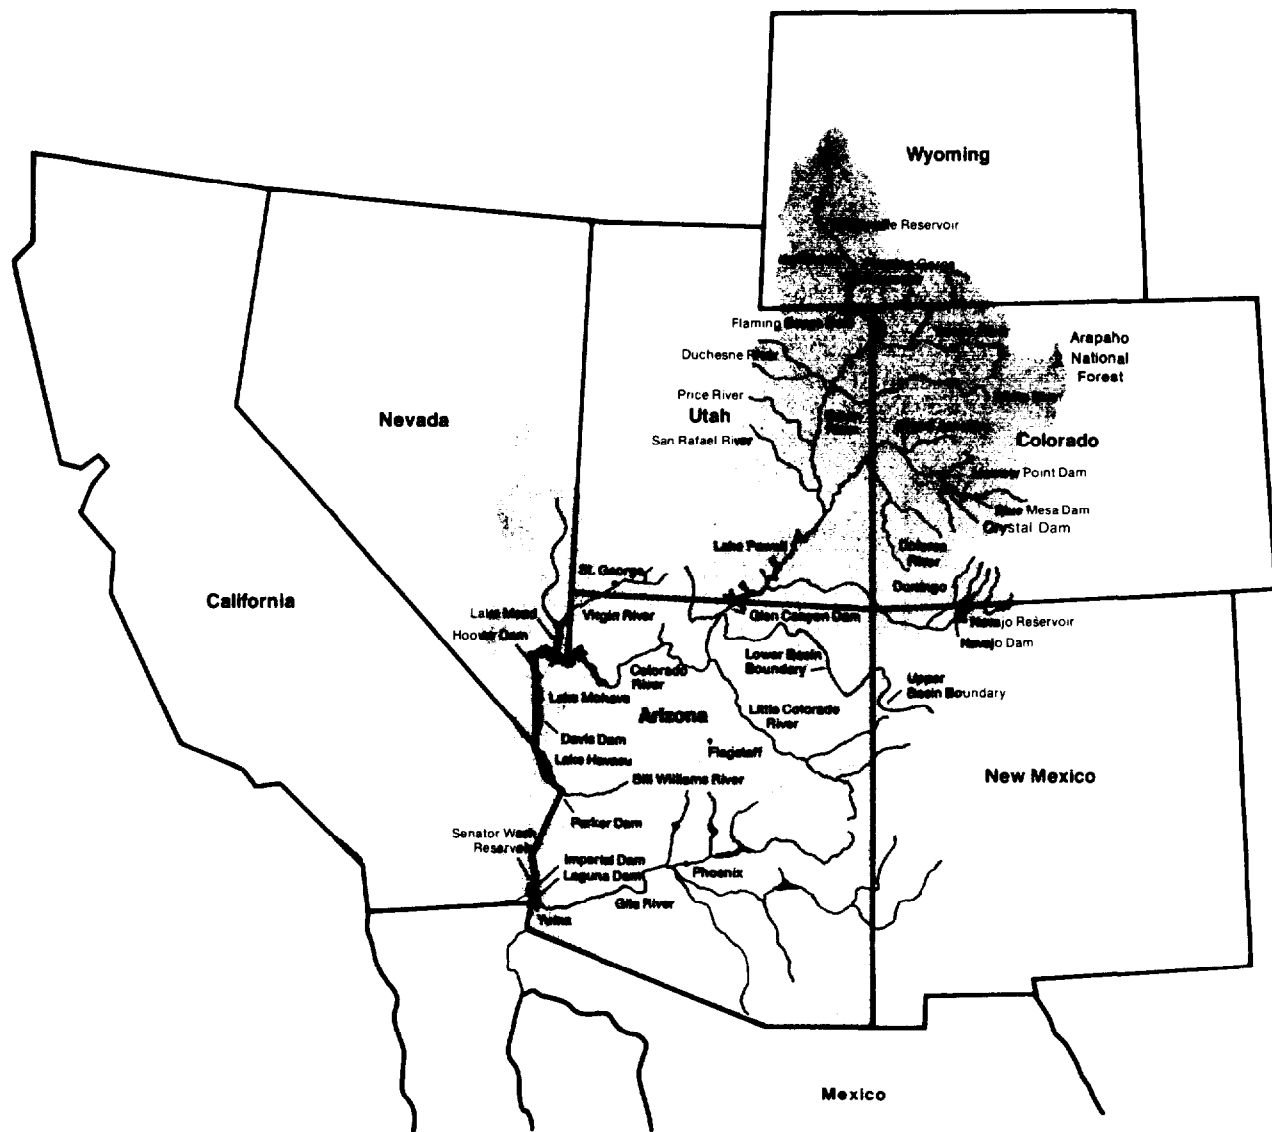 Wyoming
Reservoir
Flaming
Arapaho
National
Forest
Duchesne River
Price River
Utah
San Rafael River
Nevada
Colorado
Point Dam
Mesa Dam
Crystal Dam
Lake Powell
Dolores
River
St. George
Durango
California
Lake Mead
Virgin River
Glen Canyon Dam
Navajo Reservoir
Hoover Dam
Navajo Dam
Lower Basin
Boundary
Colorado
River
Upper
Basin Boundary
Lake Mohave
Arizona
Little Colorado
River
Davis Dam
Flagstaff
Lake Havasu
Bill Williams River
New Mexico
Parker Dam
Senator Wash
Reservoir
Imperial Dam
Laguna Dam
Phoenix
Gila River
Yuma
Mexico